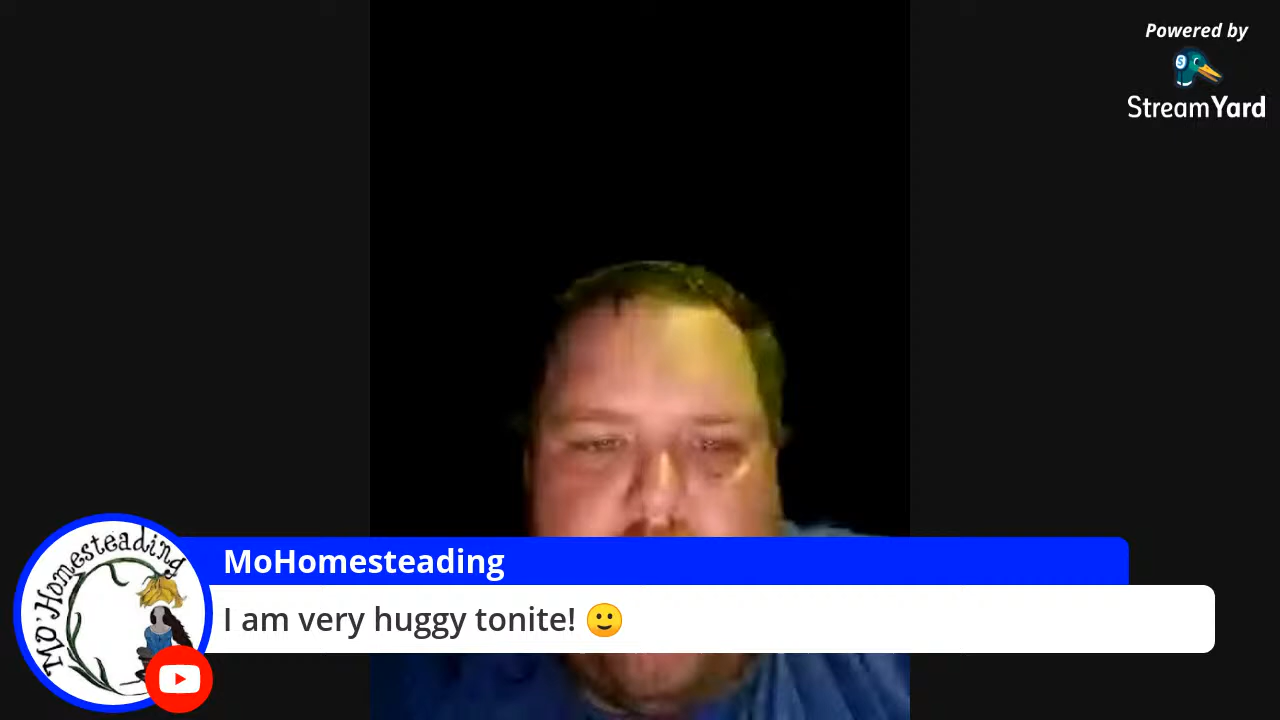 Powered by
StreamYard
Mo'Homesteading
MoHomesteading
I am very huggy tonite! 🙂